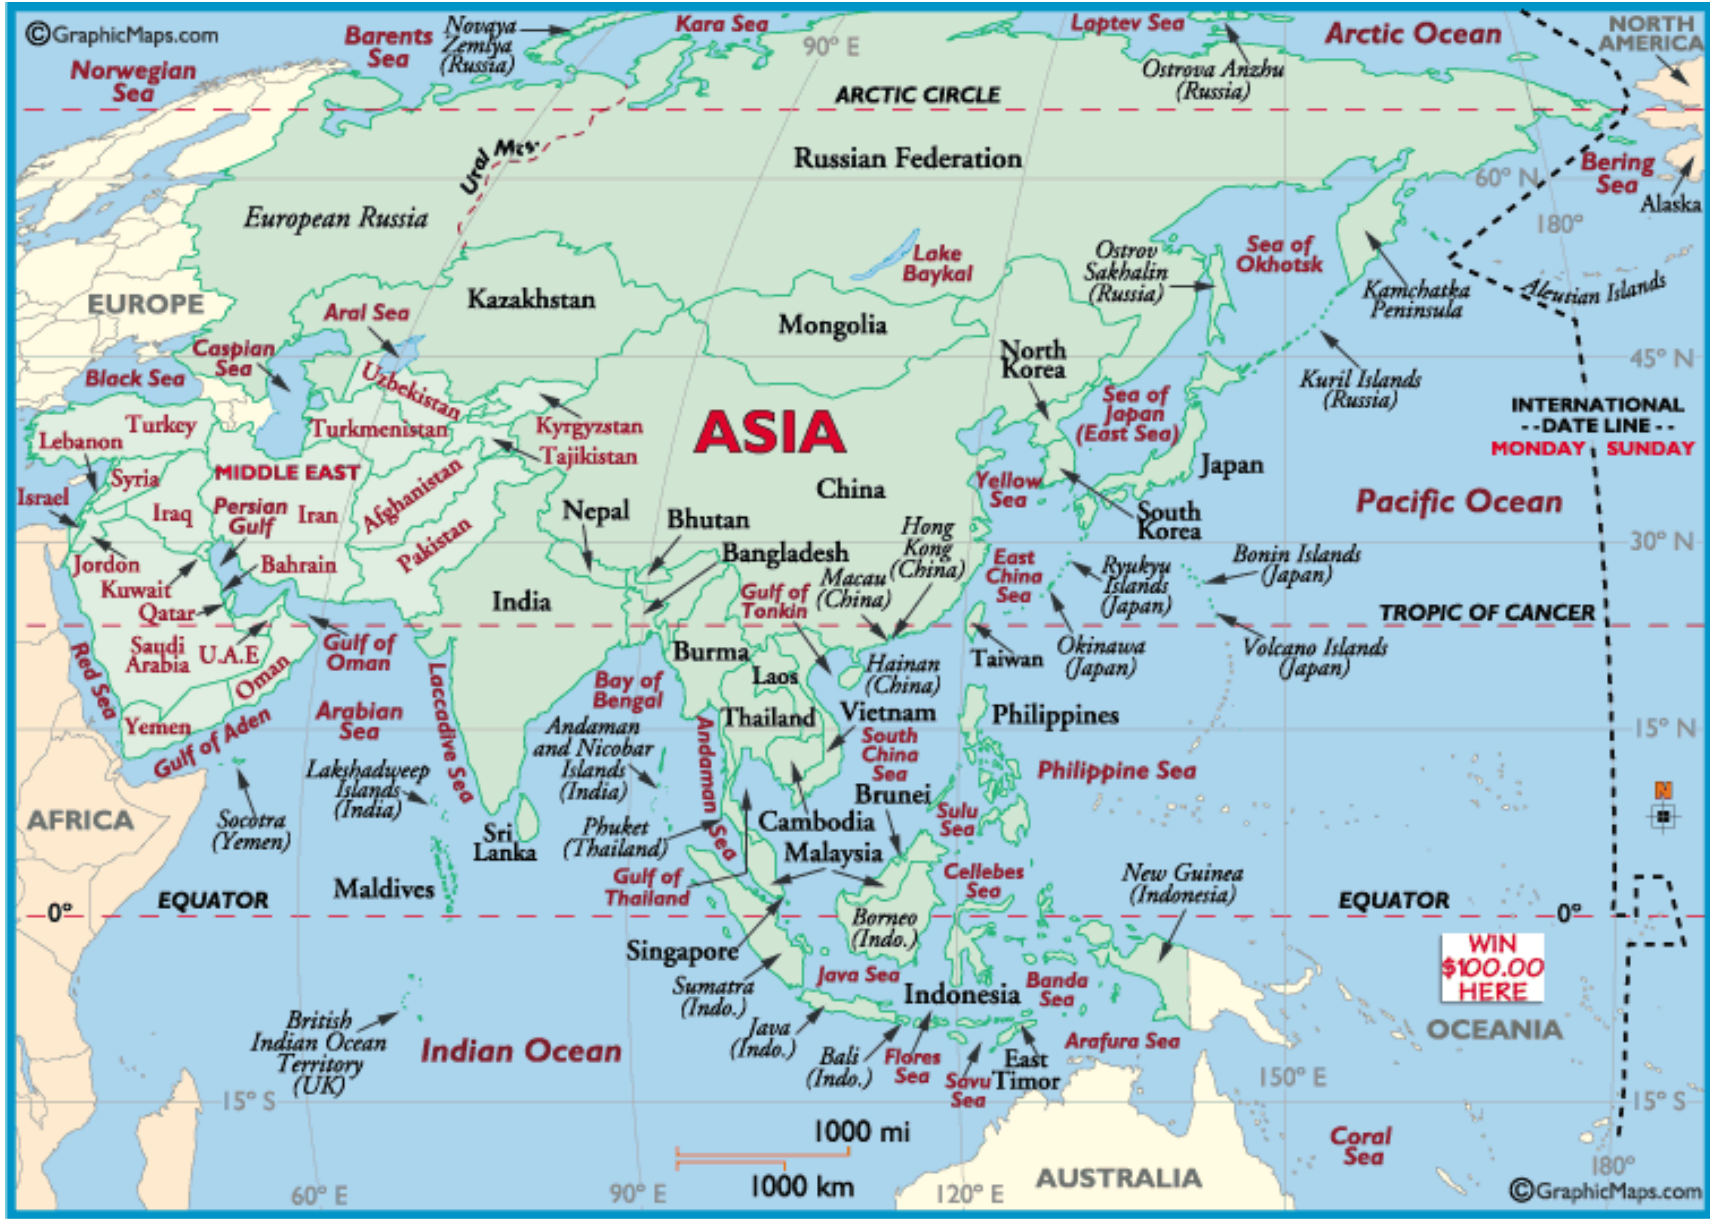 ©GraphicMaps.com
Norwegian
Sea
Barents
Sea
Novaya
Zemlya
(Russia)
Kara Sea
90° E
Laptev Sea
Ostrova Anzhu
(Russia)
Arctic Ocean
NORTH
AMERICA
ARCTIC CIRCLE
Ural Mts.
Russian Federation
European Russia
60° N
Bering
Sea
Alaska
180°
EUROPE
Kazakhstan
Aral Sea
Caspian
Sea
Black Sea
Lake
Baykal
Mongolia
Ostrov
Sakhalin
(Russia)
Sea of
Okhotsk
Kamchatka
Peninsula
Aleutian Islands
45° N
Kuril Islands
(Russia)
INTERNATIONAL
--DATE LINE--
MONDAY
SUNDAY
North
Korea
Sea of
Japan
(East Sea)
Uzbekistan
Turkmenistan
Kyrgyzstan
Tajikistan
ASIA
Turkey
Lebanon
Syria
Israel
MIDDLE EAST
Persian
Gulf
Iraq
Iran
Afghanistan
Pakistan
Jordon
Kuwait
Bahrain
Qatar
Saudi
Arabia
U.A.E
Oman
Yemen
Gulf of
Oman
Red Sea
Gulf of Aden
China
Nepal
Bhutan
Bangladesh
India
Yellow
Sea
Japan
South
Korea
Pacific Ocean
30° N
Hong
Kong
(China)
Macau
(China)
Gulf of
Tonkin
East
China
Sea
Ryukyu
Islands
(Japan)
Bonin Islands
(Japan)
TROPIC OF CANCER
Okinawa
(Japan)
Volcano Islands
(Japan)
Taiwan
Hainan
(China)
Burma
Laos
Thailand
Vietnam
Philippines
15° N
Bay of
Bengal
Arabian
Sea
Laccadive Sea
Andaman
and Nicobar
Islands
(India)
Andaman Sea
South
China
Sea
Philippine Sea
Lakshadweep
Islands
(India)
Socotra
(Yemen)
AFRICA
Sri
Lanka
Phuket
(Thailand)
Cambodia
Brunei
Sulu
Sea
N
Malaysia
Gulf of
Thailand
Cellebes
Sea
New Guinea
(Indonesia)
Maldives
EQUATOR
EQUATOR
0°
0°
Borneo
(Indo.)
Singapore
Sumatra
(Indo.)
Java Sea
Indonesia
Banda
Sea
WIN
$100.00
HERE
OCEANIA
British
Indian Ocean
Territory
(UK)
Indian Ocean
Java
(Indo.)
Bali
(Indo.)
Flores
Sea
Savu
Sea
East
Timor
Arafura Sea
150° E
15° S
15° S
1000 mi
1000 km
Coral
Sea
AUSTRALIA
60° E
90° E
120° E
180°
©GraphicMaps.com